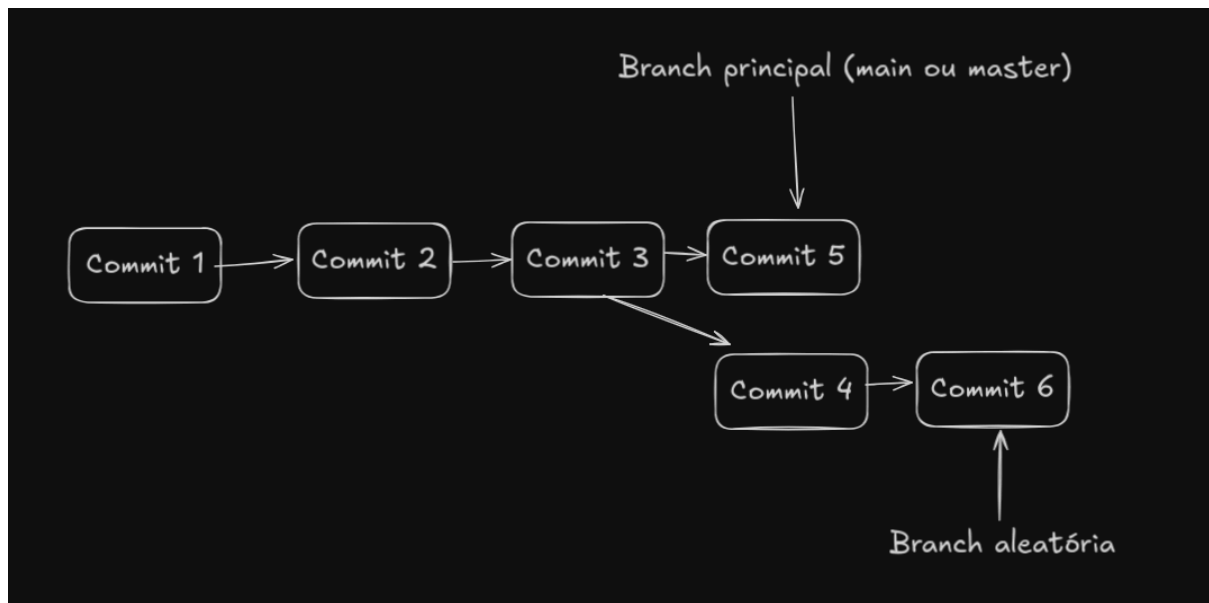 Branch principal (main ou master)
Commit 1
Commit 2
Commit 3
Commit 5
Commit 4
Commit 6
Branch aleatória